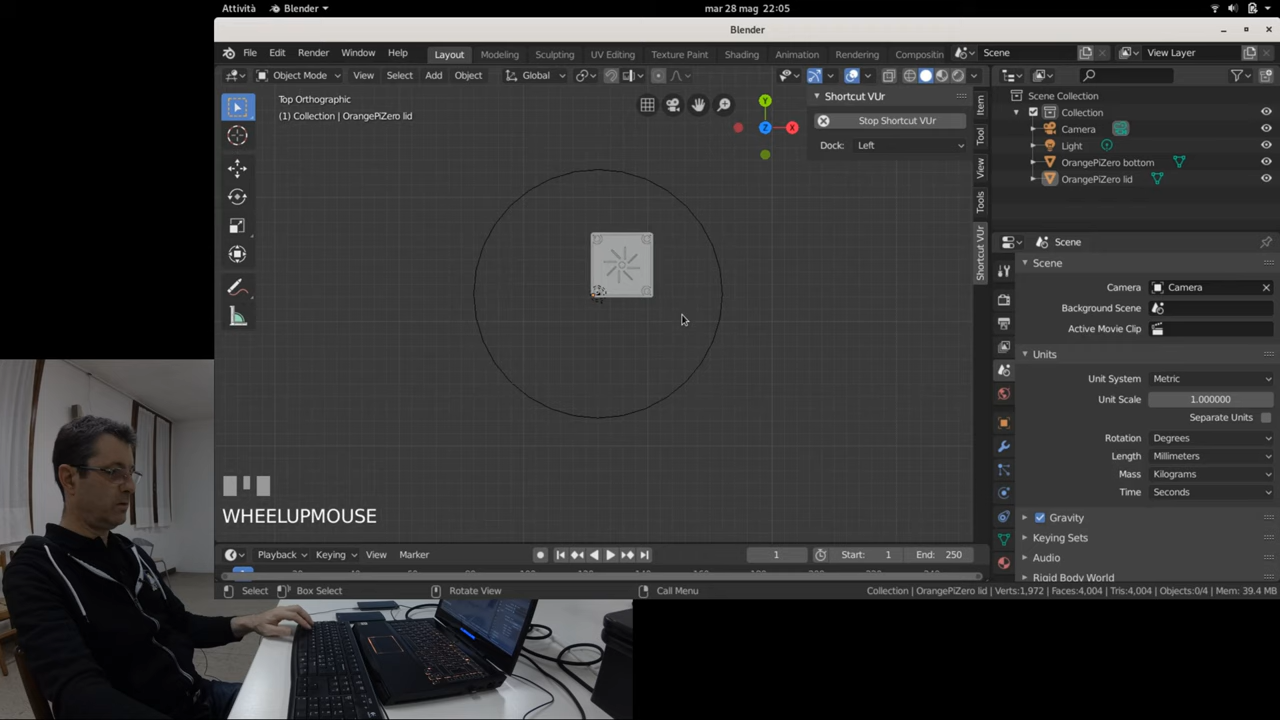 Attività
Blender
mar 28 mag 22:05
Blender
File Edit Render Window Help
Layout Modeling Sculpting UV Editing Texture Paint Shading Animation Rendering Compositin
Scene
View Layer
Object Mode View Select Add Object Global
Top Orthographic
(1) Collection | OrangePiZero lid
Y
Z
X
Shortcut VUr
Stop Shortcut VUr
Dock: Left
Item
Tool
View
Tools
Shortcut VUr
Scene Collection
Collection
Camera
Light
OrangePiZero bottom
OrangePiZero lid
Scene
Scene
Camera Camera
Background Scene
Active Movie Clip
Units
Unit System Metric
Unit Scale 1.000000
Separate Units
Rotation Degrees
Length Millimeters
Mass Kilograms
Time Seconds
Gravity
Keying Sets
Audio
Rigid Body World
WHEELUPMOUSE
Playback Keying View Marker
1
Start: 1
End: 250
Select
Box Select
Rotate View
Call Menu
Collection | OrangePiZero lid | Verts:1,972 | Faces:4,004 | Tris:4,004 | Objects:0/4 | Mem: 39.4 MB